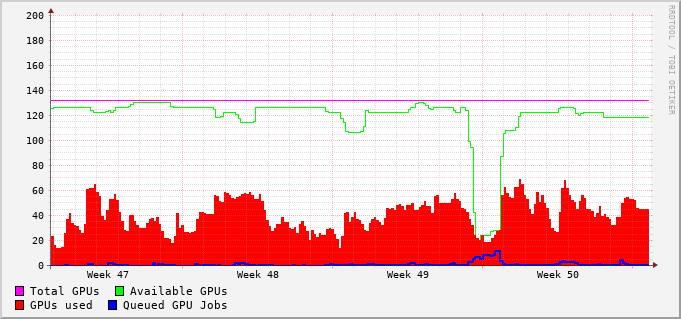 200
180
160
140
120
100
80
60
40
20
0
Week 47 Week 48 Week 49 Week 50
Total GPUs Available GPUs
GPUs used Queued GPU Jobs
RRDTOOL / TOBI OETIKER